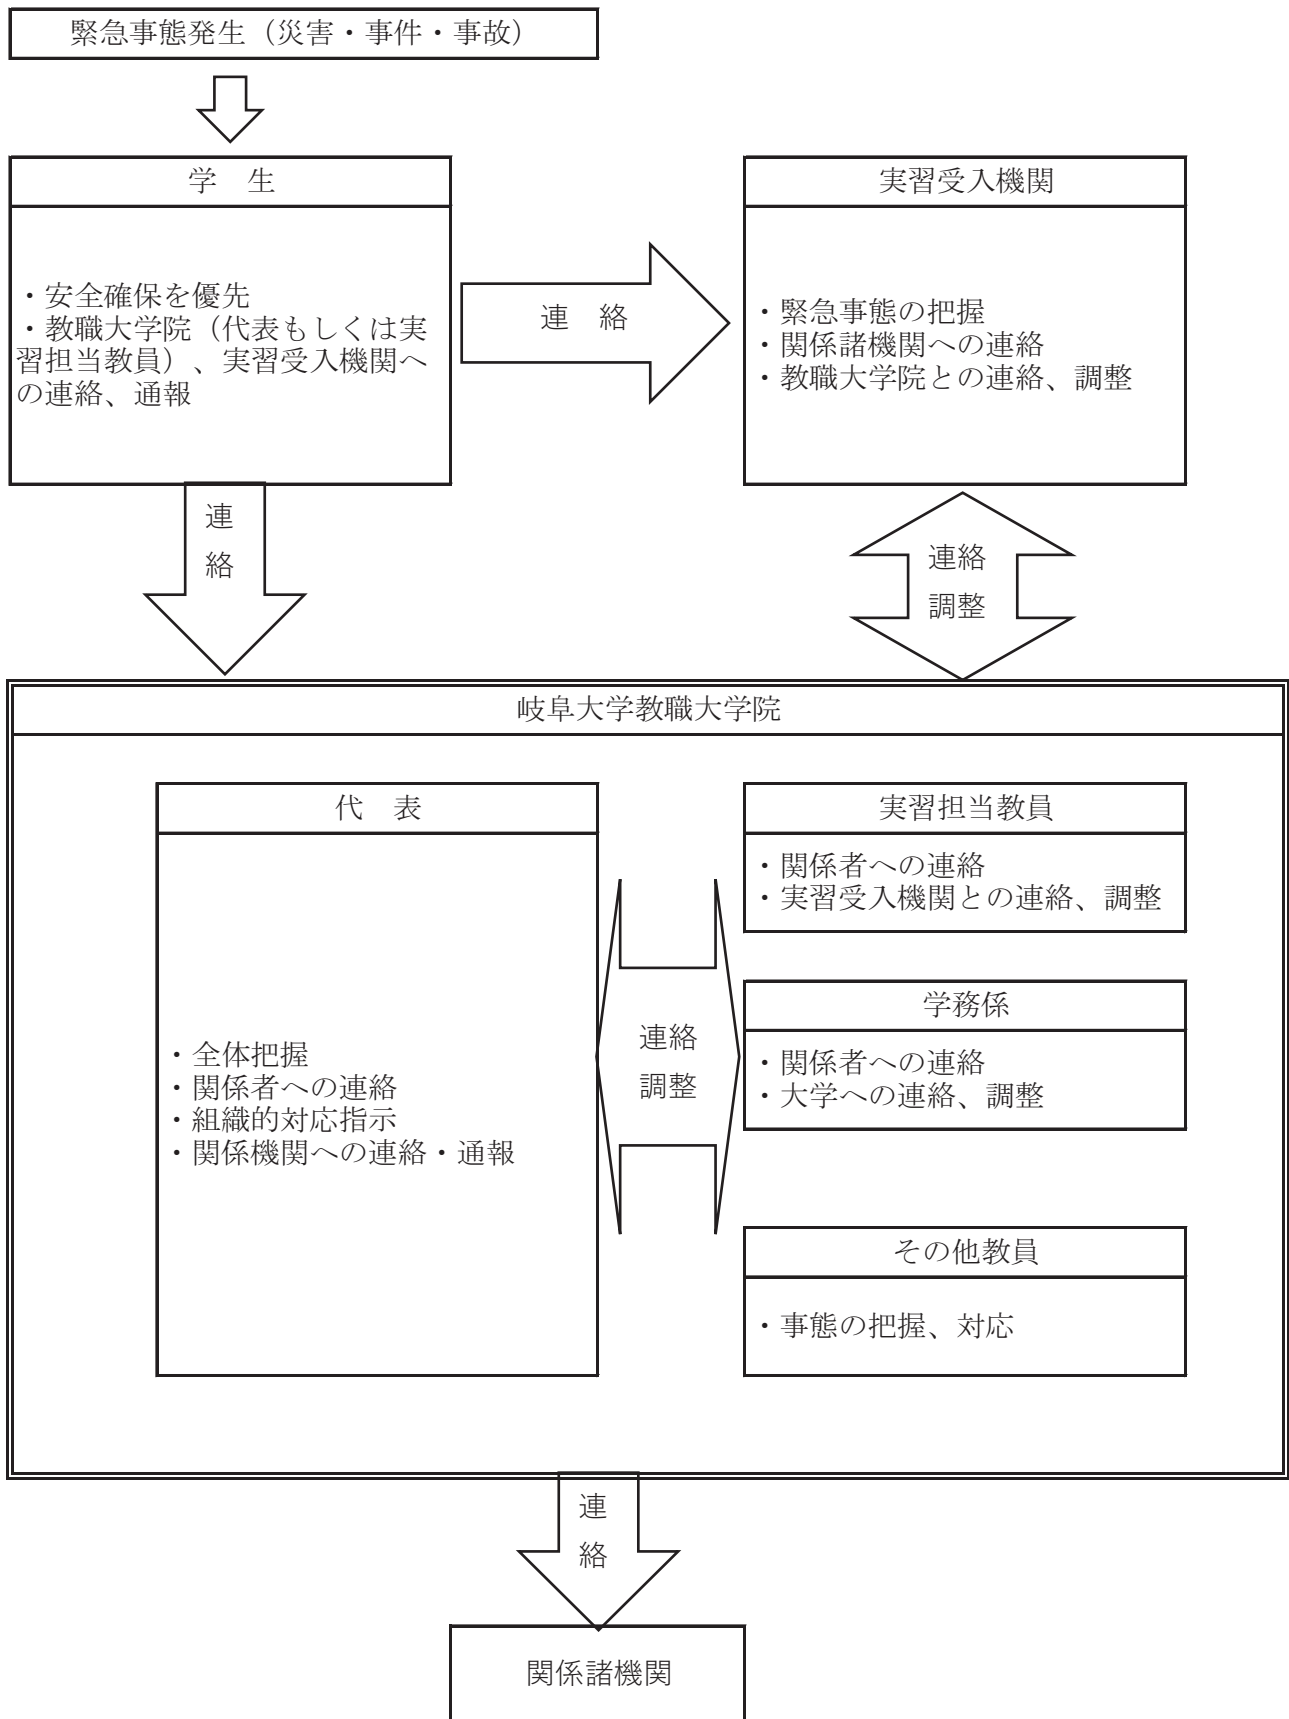 緊急事態発生（災害・事件・事故）
学　生
・安全確保を優先
・教職大学院（代表もしくは実
習担当教員）、実習受入機関へ
の連絡、通報
連　絡
実習受入機関
・緊急事態の把握
・関係諸機関への連絡
・教職大学院との連絡、調整
連
絡
連絡
調整
岐阜大学教職大学院
代　表
・全体把握
・関係者への連絡
・組織的対応指示
・関係機関への連絡・通報
連絡
調整
実習担当教員
・関係者への連絡
・実習受入機関との連絡、調整
学務係
・関係者への連絡
・大学への連絡、調整
その他教員
・事態の把握、対応
連
絡
関係諸機関